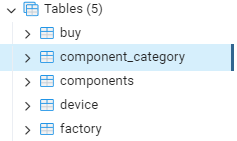 Tables (5)
buy
component_category
components
device
factory